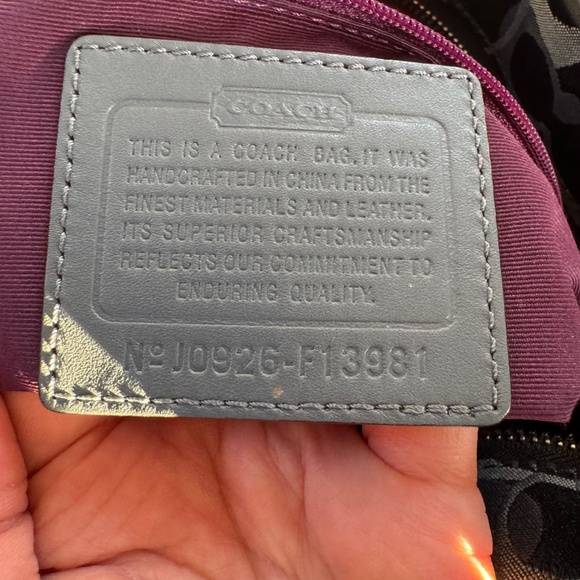 COACH
THIS IS A COACH BAG. IT WAS
HANDCRAFTED IN CHINA FROM THE
FINEST MATERIALS AND LEATHER.
ITS SUPERIOR CRAFTSMANSHIP
REFLECTS OUR COMMITMENT TO
ENDURING QUALITY.
Nº J0926-F13981